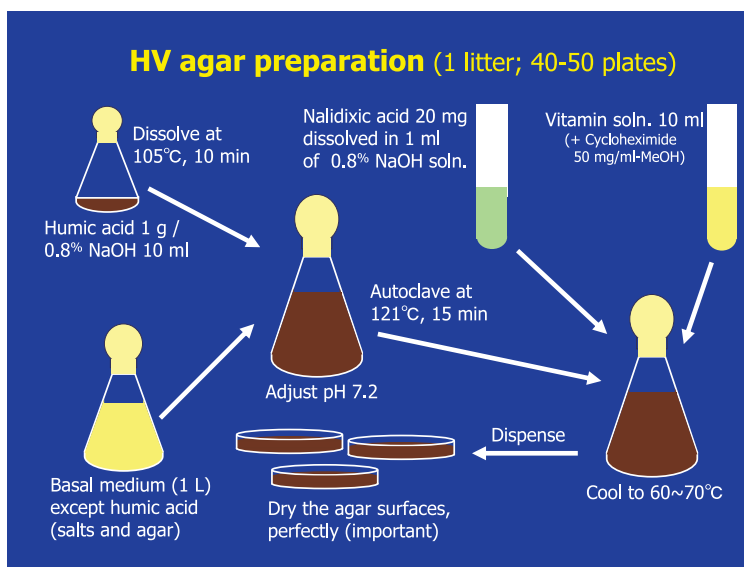 HV agar preparation (1 litter; 40-50 plates)
Dissolve at
105℃, 10 min
Humic acid 1 g /
0.8% NaOH 10 ml
Nalidixic acid 20 mg
dissolved in 1 ml
of 0.8% NaOH soln.
Vitamin soln. 10 ml
(+ Cycloheximide
50 mg/ml-MeOH)
Autoclave at
121℃, 15 min
Adjust pH 7.2
Basal medium (1 L)
except humic acid
(salts and agar)
Dispense
Dry the agar surfaces,
perfectly (important)
Cool to 60~70℃